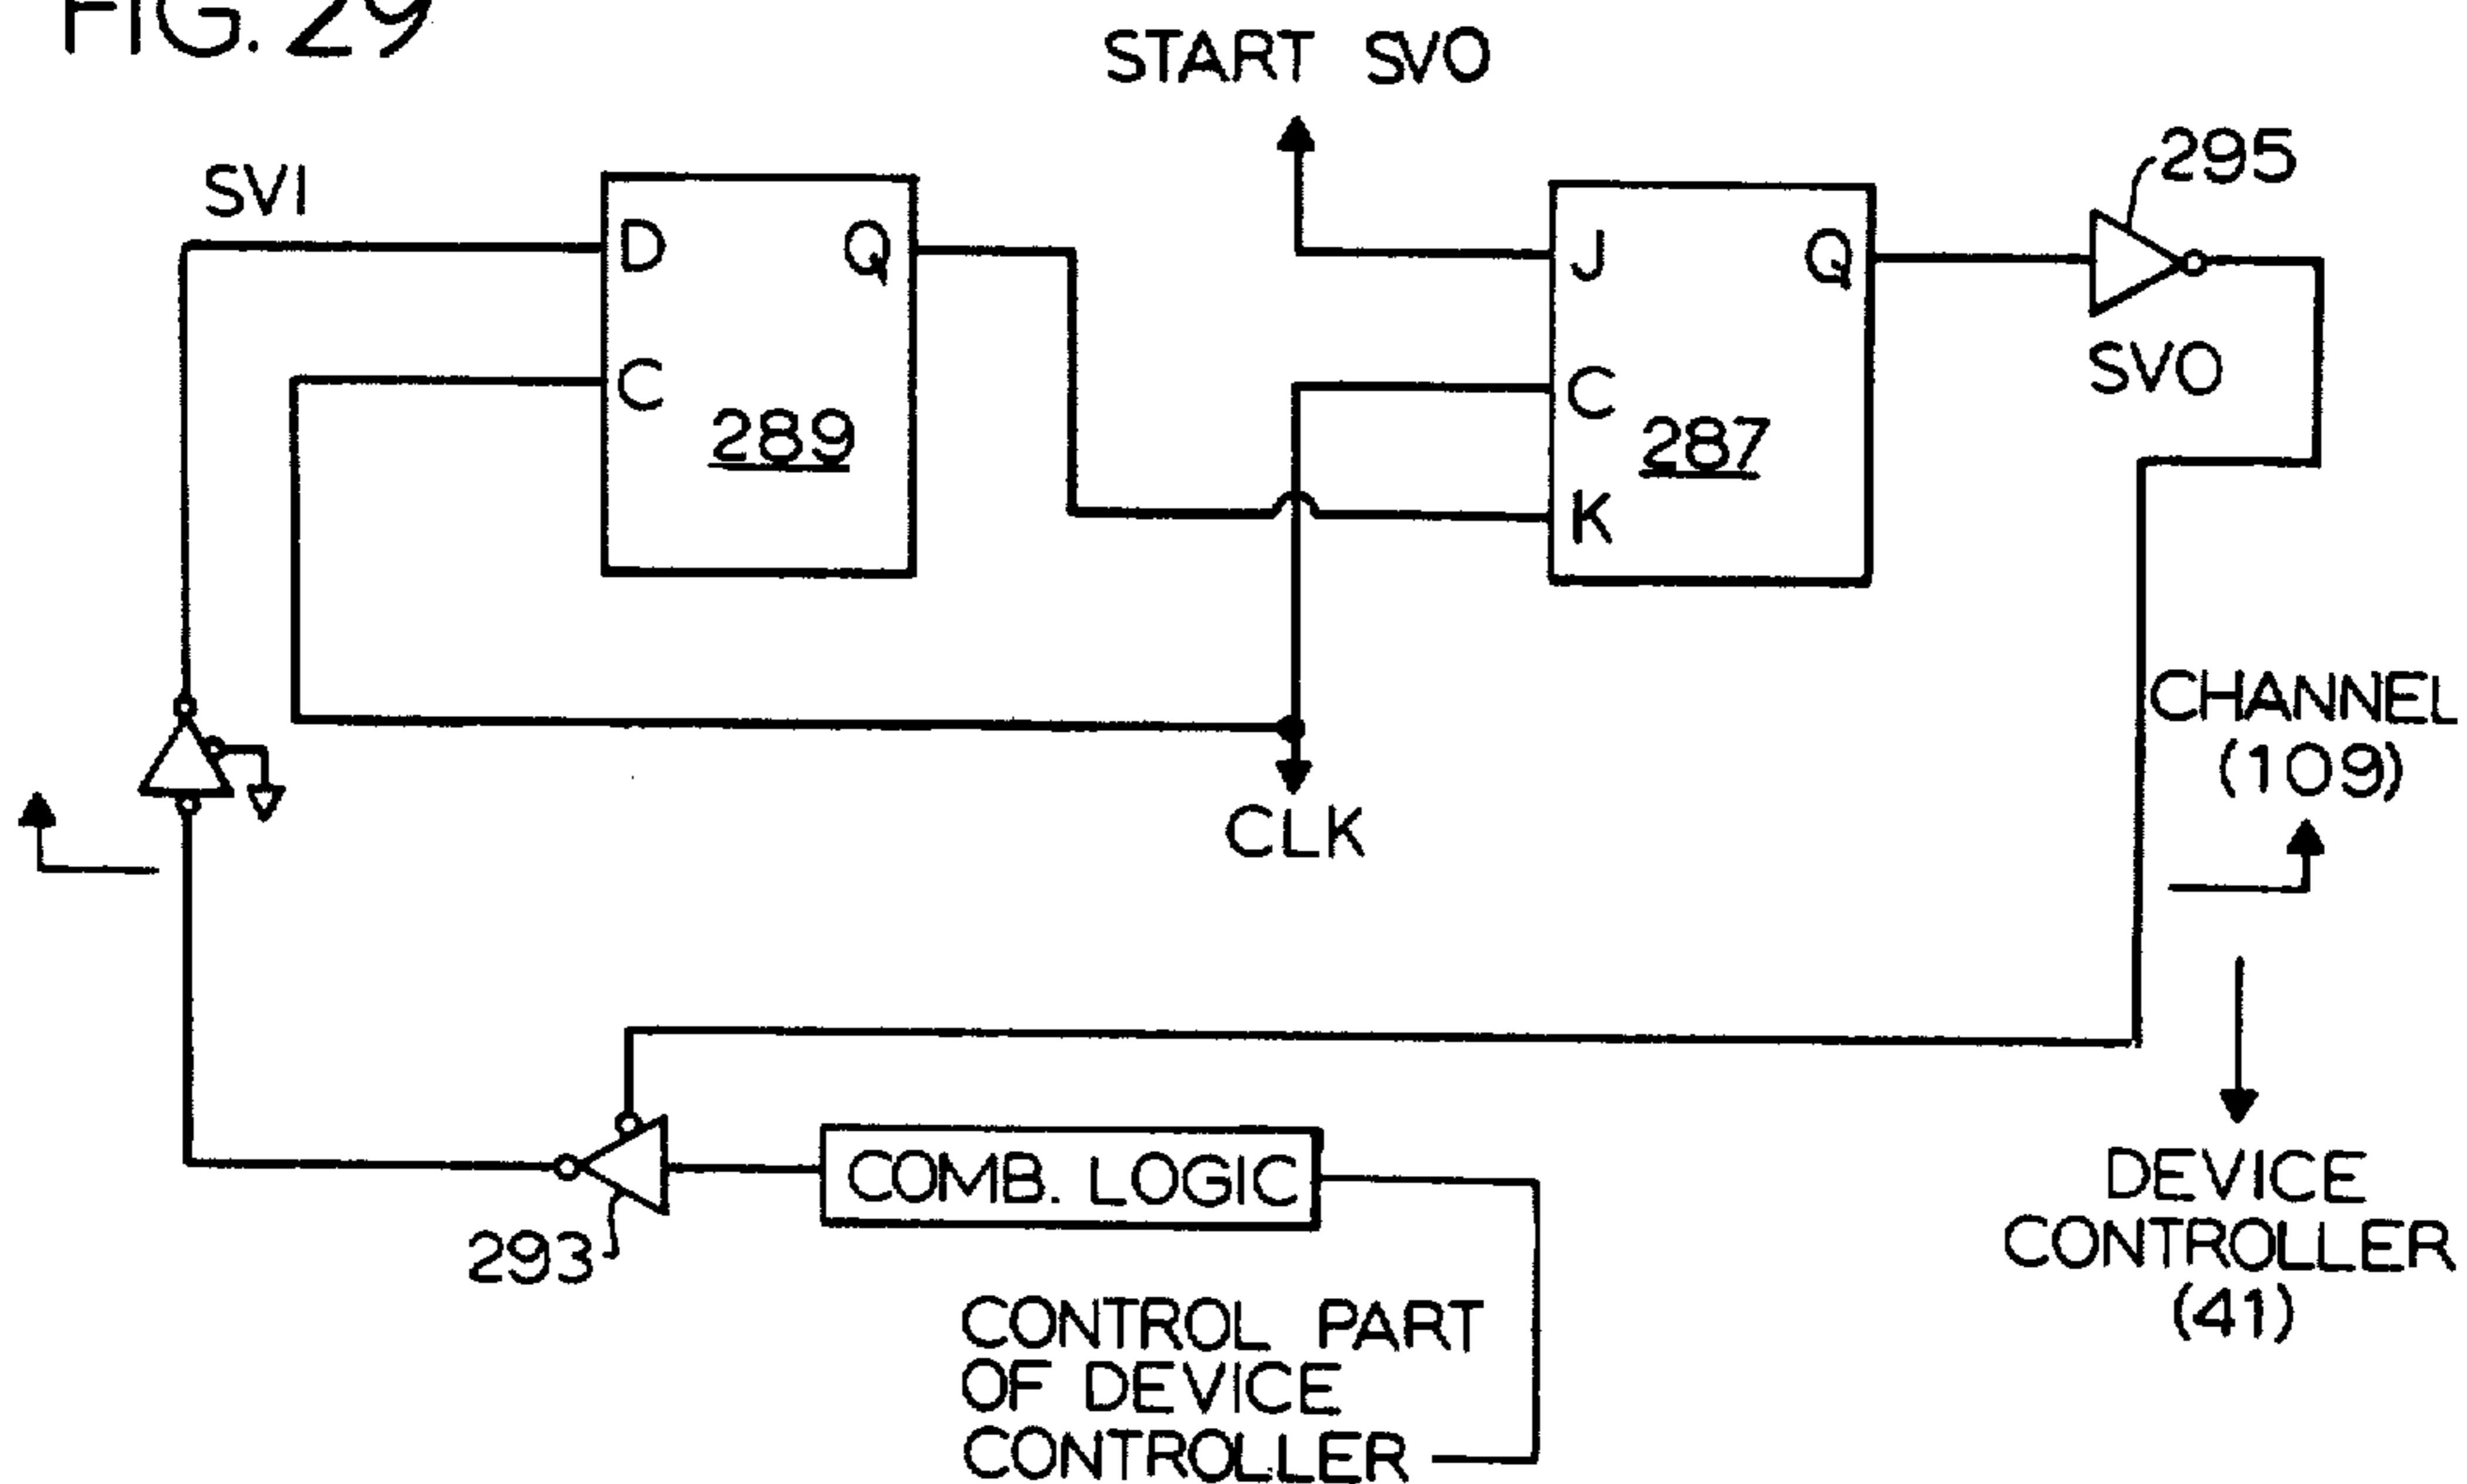 FIG. 29
START SVO
295
SVI
D
Q
J
Q
C
C
SVO
289
287
K
CHANNEL
(109)
CLK
COMB. LOGIC
DEVICE
CONTROLLER
(41)
293
CONTROL PART
OF DEVICE
CONTROLLER